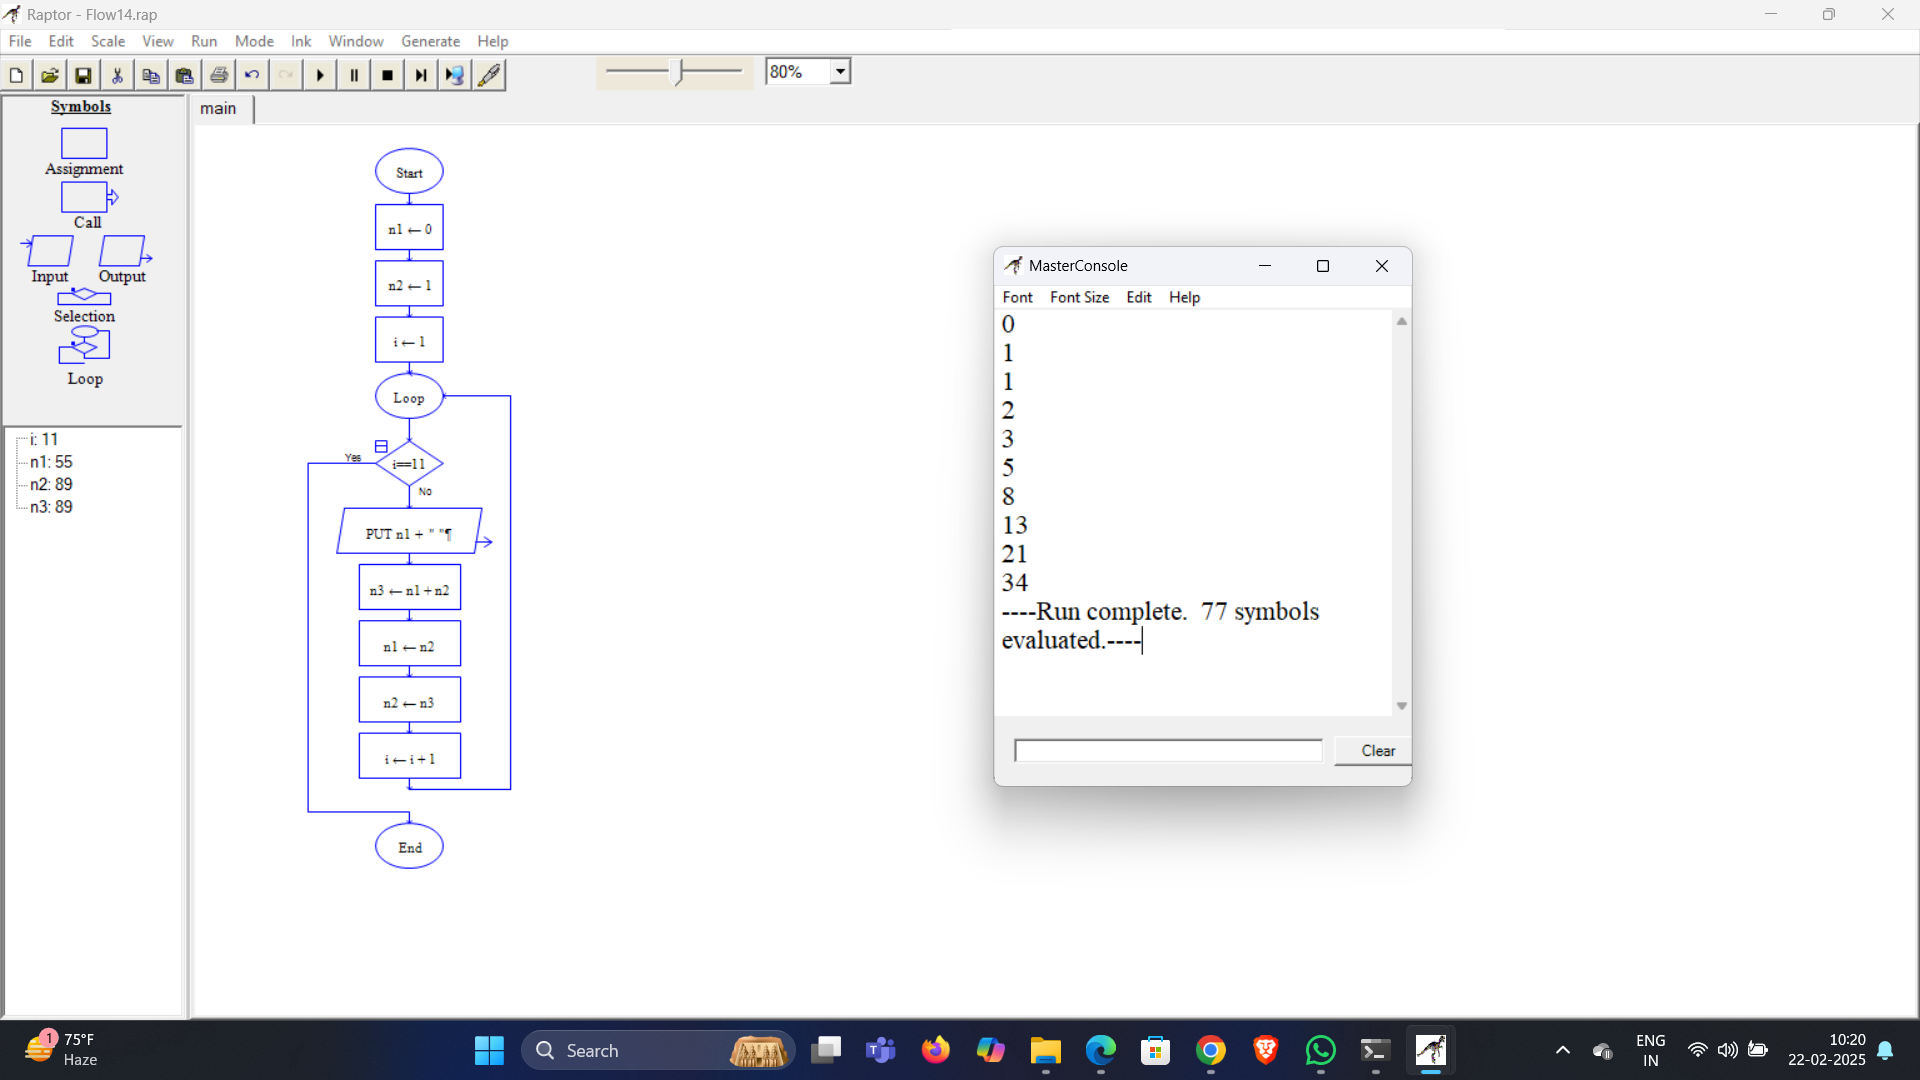 Raptor - Flow14.rap
File Edit Scale View Run Mode Ink Window Generate Help
80%
Symbols
Assignment
Call
Input Output
Selection
Loop
i: 11
n1: 55
n2: 89
n3: 89
main
Start
n1 ← 0
n2 ← 1
i ← 1
Loop
Yes
i==11
No
PUT n1 + " "¶
n3 ← n1 + n2
n1 ← n2
n2 ← n3
i ← i + 1
End
MasterConsole
Font Font Size Edit Help
0
1
1
2
3
5
8
13
21
34
----Run complete.  77 symbols
evaluated.----
Clear
1
75°F
Haze
Search
ENG
IN
10:20
22-02-2025